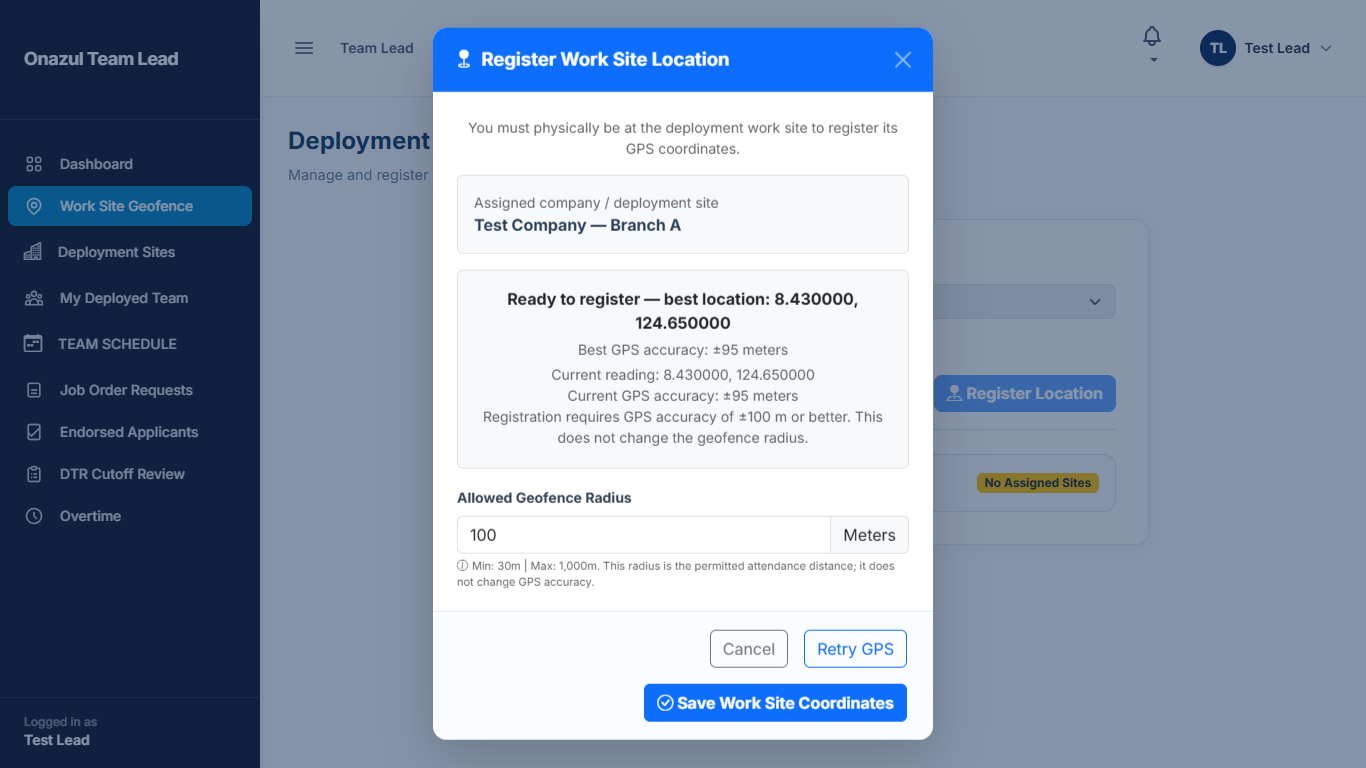 Onazul Team Lead
Team Lead
TL
Test Lead
Dashboard
Work Site Geofence
Deployment Sites
My Deployed Team
TEAM SCHEDULE
Job Order Requests
Endorsed Applicants
DTR Cutoff Review
Overtime
Logged in as
Test Lead
Deployment
Manage and register
Register Location
No Assigned Sites
Register Work Site Location
You must physically be at the deployment work site to register its
GPS coordinates.
Assigned company / deployment site
Test Company — Branch A
Ready to register — best location: 8.430000,
124.650000
Best GPS accuracy: ±95 meters
Current reading: 8.430000, 124.650000
Current GPS accuracy: ±95 meters
Registration requires GPS accuracy of ±100 m or better. This
does not change the geofence radius.
Allowed Geofence Radius
100
Meters
Min: 30m | Max: 1,000m. This radius is the permitted attendance distance; it does
not change GPS accuracy.
Cancel
Retry GPS
Save Work Site Coordinates